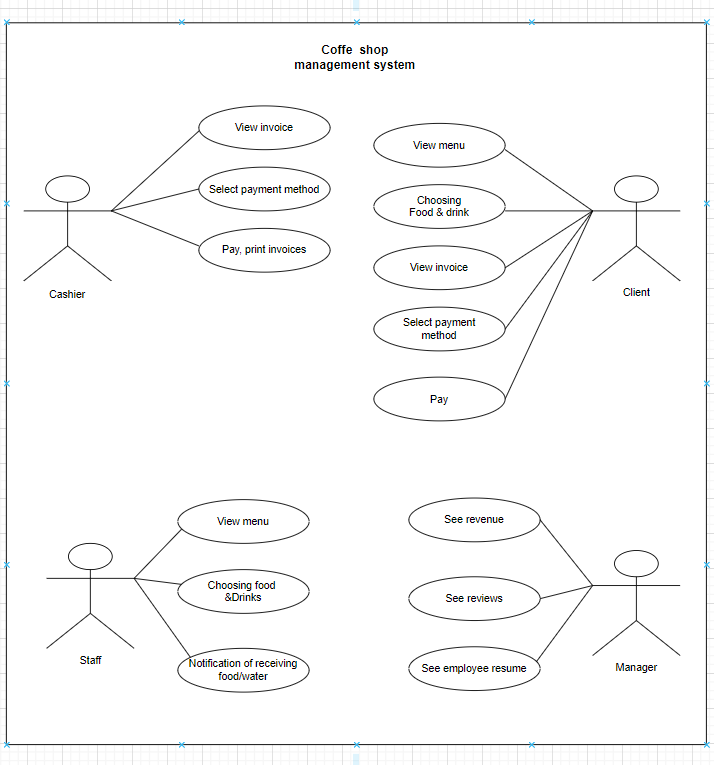 Coffe shop
management system
View invoice
Select payment method
Pay, print invoices
Cashier
View menu
Choosing
Food & drink
View invoice
Select payment
method
Pay
Client
View menu
Choosing food
&Drinks
Notification of receiving
food/water
Staff
See revenue
See reviews
See employee resume
Manager